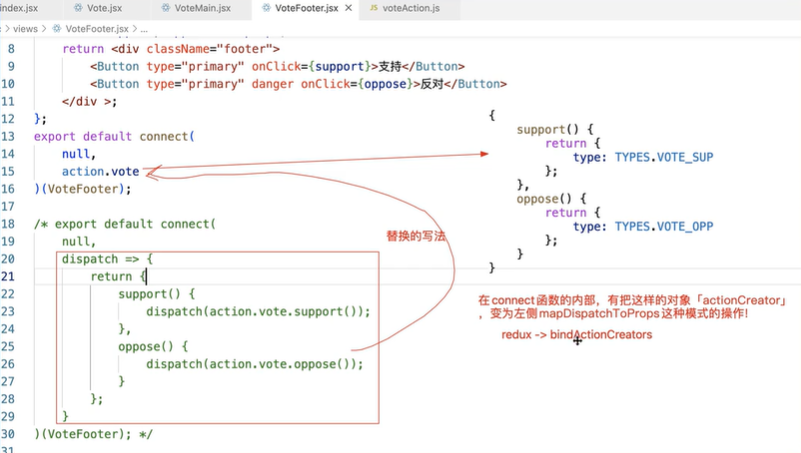 index.jsx Vote.jsx VoteMain.jsx VoteFooter.jsx × JS voteAction.js
> views > VoteFooter.jsx > ...
8 return <div className="footer">
9 <Button type="primary" onClick={support}>支持</Button>
10 <Button type="primary" danger onClick={oppose}>反对</Button>
11 </div >;
12 };
13 export default connect(
14 null,
15 action.vote
16 )(VoteFooter);
17
18 /* export default connect(
19 null,
20 dispatch => {
21 return {
22 support() {
23 dispatch(action.vote.support());
24 },
25 oppose() {
26 dispatch(action.vote.oppose());
27 }
28 };
29 }
30 )(VoteFooter); */
31
替换的写法
{
support() {
return {
type: TYPES.VOTE_SUP
};
},
oppose() {
return {
type: TYPES.VOTE_OPP
};
}
}
在connect函数的内部，有把这样的对象「actionCreator」
，变为左侧mapDispatchToProps这种模式的操作!
redux -> bindActionCreators